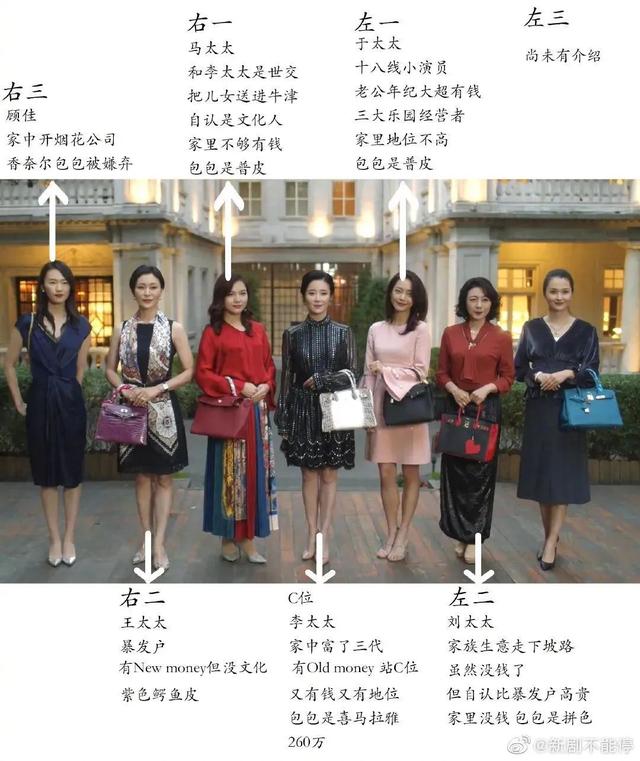 右三
顾佳
家中开烟花公司
香奈尔包包被嫌弃
右一
马太太
和李太太是世交
把儿女送进牛津
自认是文化人
家里不够有钱
包包是普皮
左一
于太太
十八线小演员
老公年纪大超有钱
三大乐园经营者
家里地位不高
包包是普皮
左三
尚未有介绍
右二
王太太
暴发户
有New money但没文化
紫色鳄鱼皮
C位
李太太
家中富了三代
有Old money 站C位
又有钱又有地位
包包是喜马拉雅
260万
左二
刘太太
家族生意走下坡路
虽然没钱了
但自认比暴发户高贵
家里没钱 包包是拼色
@新剧不能停